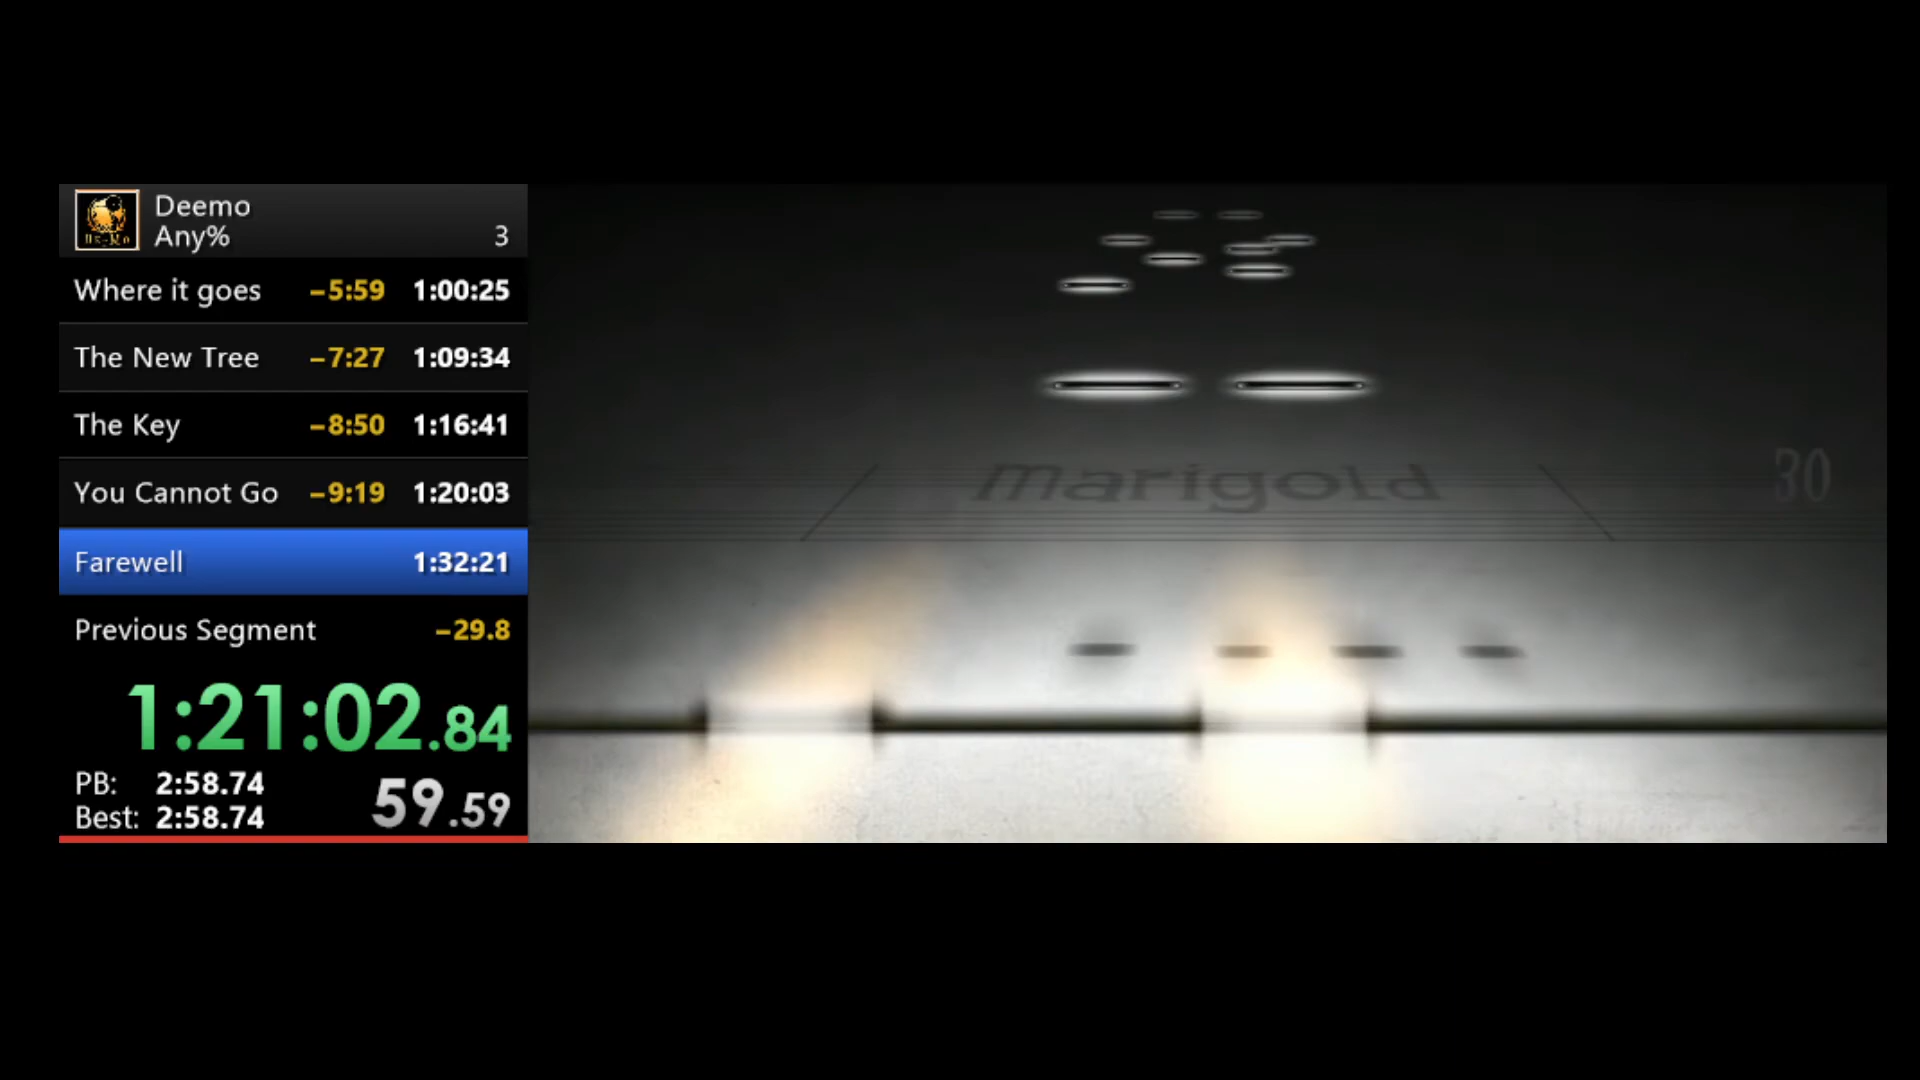 Deemo
Any%
3
Where it goes −5:59 1:00:25
The New Tree −7:27 1:09:34
The Key −8:50 1:16:41
You Cannot Go −9:19 1:20:03
Farewell 1:32:21
Previous Segment −29.8
1:21:02.84
PB: 2:58.74
Best: 2:58.74
59.59
marigold
30